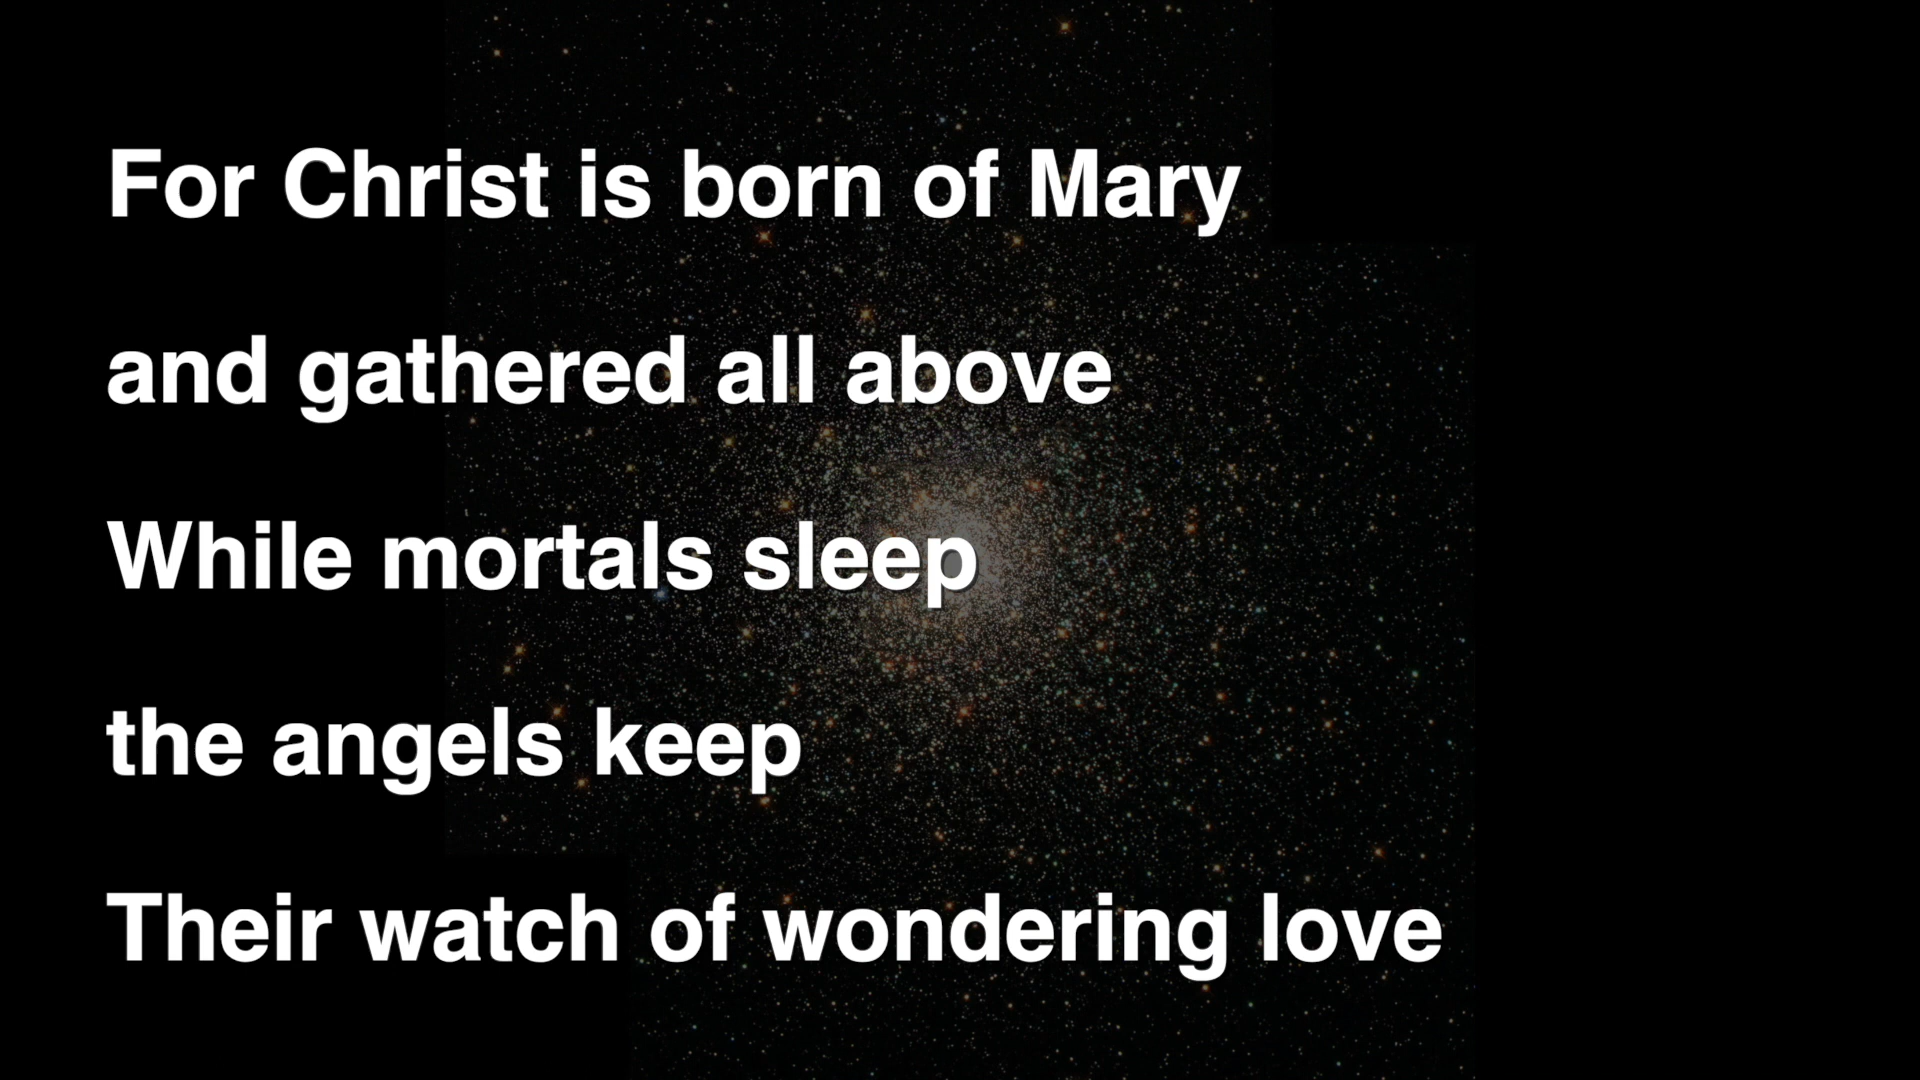 For Christ is born of Mary
and gathered all above
While mortals sleep
the angels keep
Their watch of wondering love